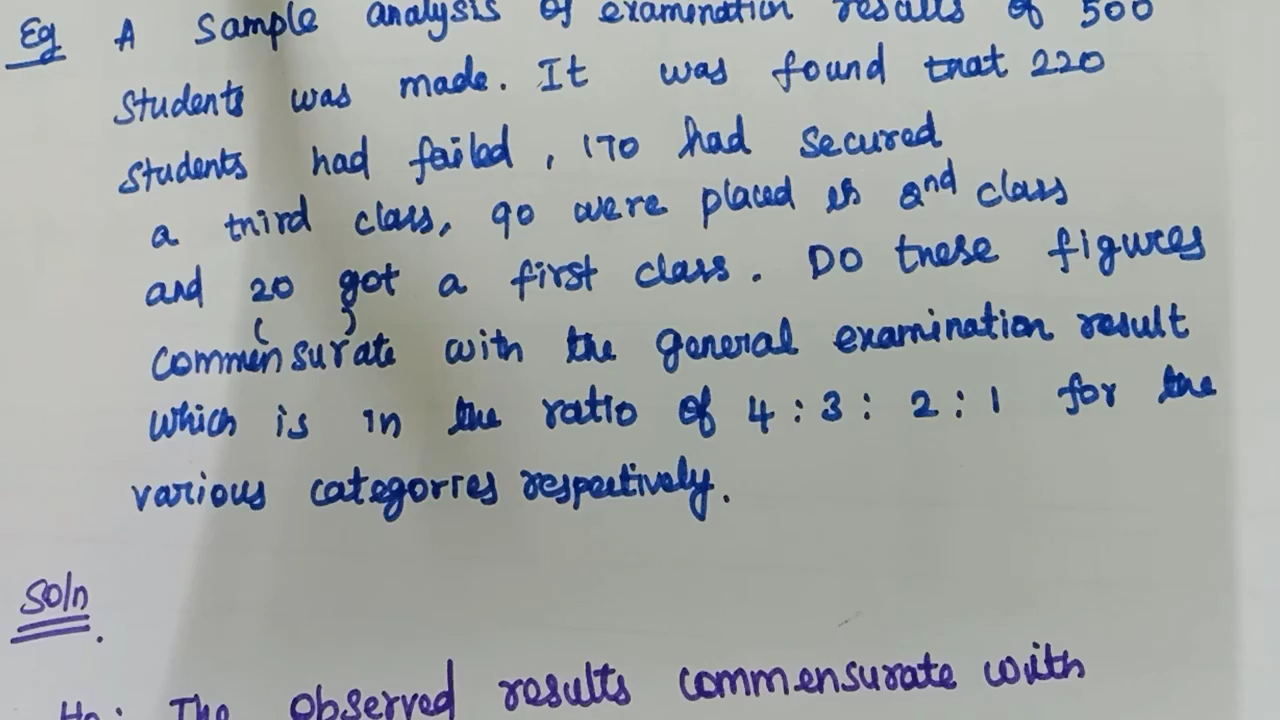 Eg A Sample analysis of examination results of 500
Students was made. It was found that 220
students had failed, 170 had secured
a third class, 90 were placed in 2nd class
and 20 got a first class. Do these figures
commensurate with the general examination result
which is in the ratio of 4 : 3 : 2 : 1 for the
various categories respectively.
Soln
Ho: The observed results commensurate with